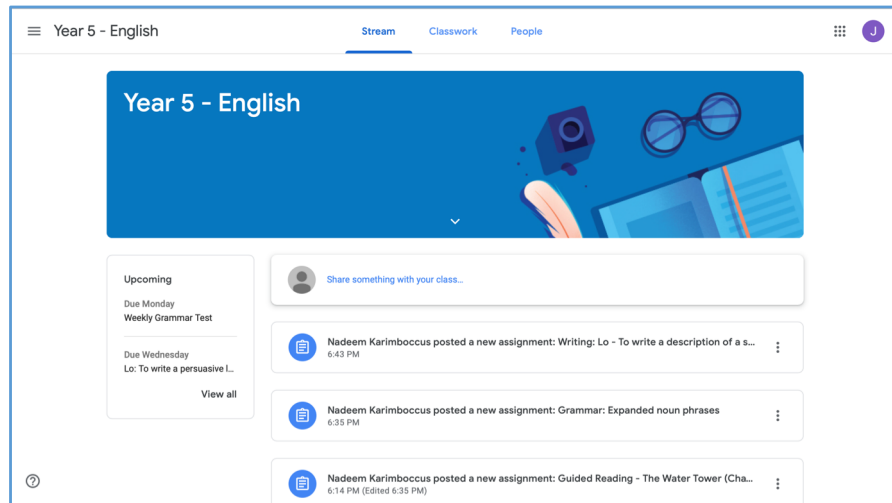 Year 5 - English
Stream
Classwork
People
J
Year 5 - English
Upcoming
Due Monday
Weekly Grammar Test
Due Wednesday
Lo: To write a persuasive l...
View all
Share something with your class...
Nadeem Karimboccus posted a new assignment: Writing: Lo - To write a description of a s...
6:43 PM
Nadeem Karimboccus posted a new assignment: Grammar: Expanded noun phrases
6:35 PM
Nadeem Karimboccus posted a new assignment: Guided Reading - The Water Tower (Cha...
6:14 PM (Edited 6:35 PM)